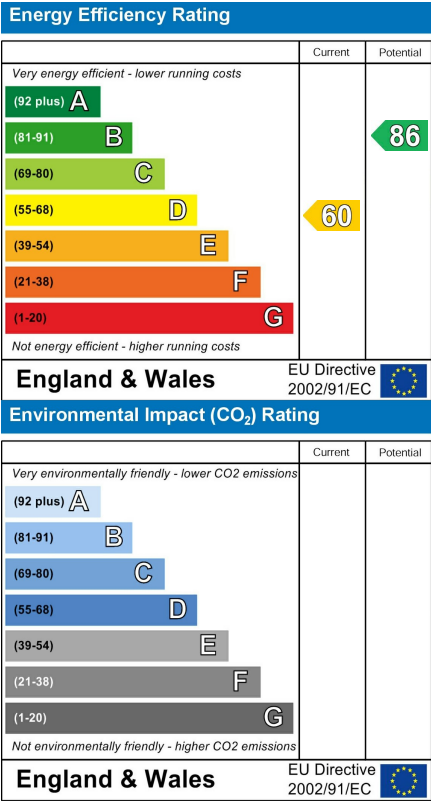 Energy Efficiency Rating
Current Potential
Very energy efficient - lower running costs
(92 plus) A
(81-91) B
86
(69-80) C
(55-68) D
60
(39-54) E
(21-38) F
(1-20) G
Not energy efficient - higher running costs
England & Wales
EU Directive
2002/91/EC
Environmental Impact (CO₂) Rating
Current Potential
Very environmentally friendly - lower CO2 emissions
(92 plus) A
(81-91) B
(69-80) C
(55-68) D
(39-54) E
(21-38) F
(1-20) G
Not environmentally friendly - higher CO2 emissions
England & Wales
EU Directive
2002/91/EC